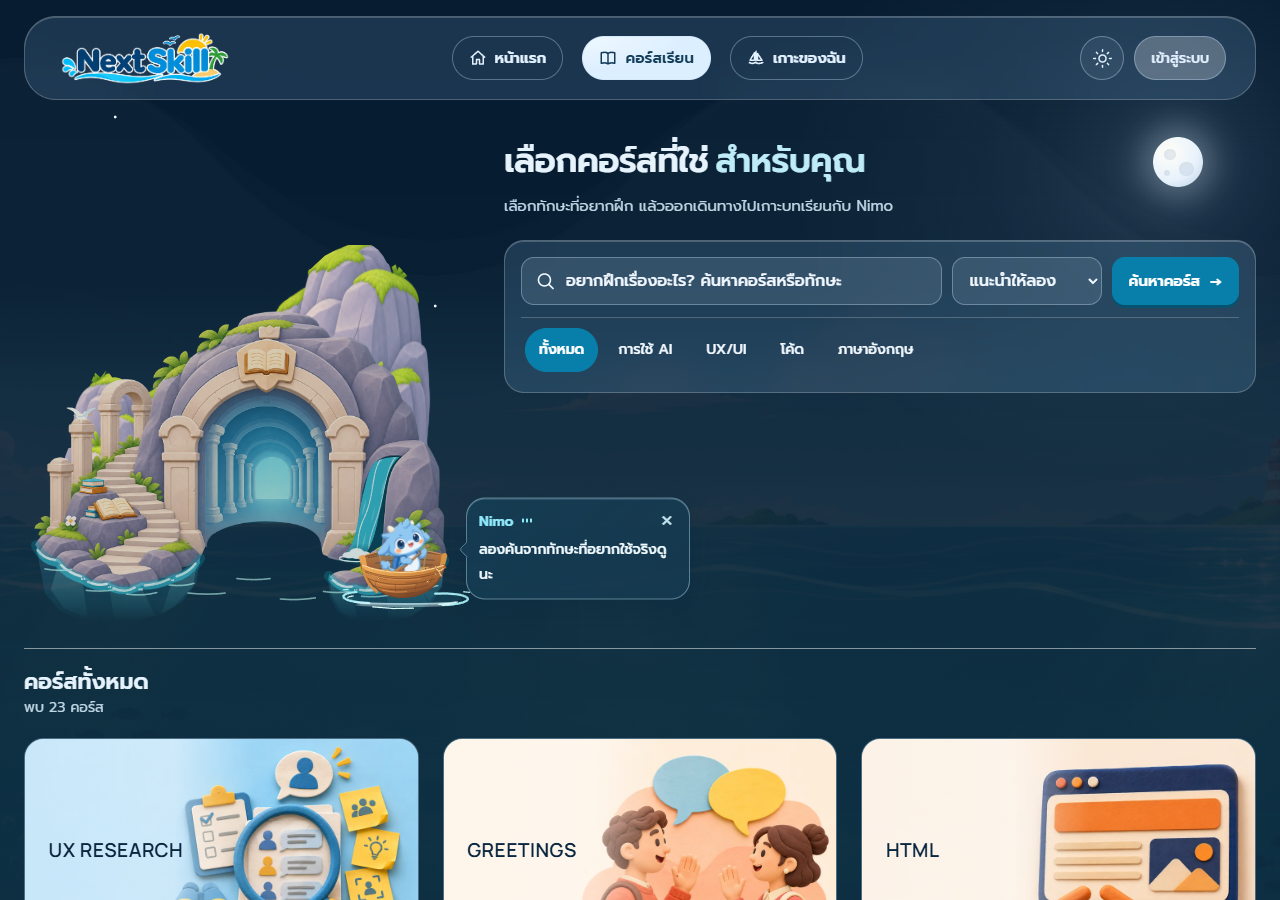 NextSkill
หน้าแรก
คอร์สเรียน
เกาะของฉัน
เข้าสู่ระบบ
เลือกคอร์สที่ใช่ สำหรับคุณ
เลือกทักษะที่อยากฝึก แล้วออกเดินทางไปเกาะบทเรียนกับ Nimo
อยากฝึกเรื่องอะไร? ค้นหาคอร์สหรือทักษะ
แนะนำให้ลอง
ค้นหาคอร์ส →
ทั้งหมด
การใช้ AI
UX/UI
โค้ด
ภาษาอังกฤษ
Nimo
ลองค้นจากทักษะที่อยากใช้จริงดู
นะ
คอร์สทั้งหมด
พบ 23 คอร์ส
UX RESEARCH
GREETINGS
HTML